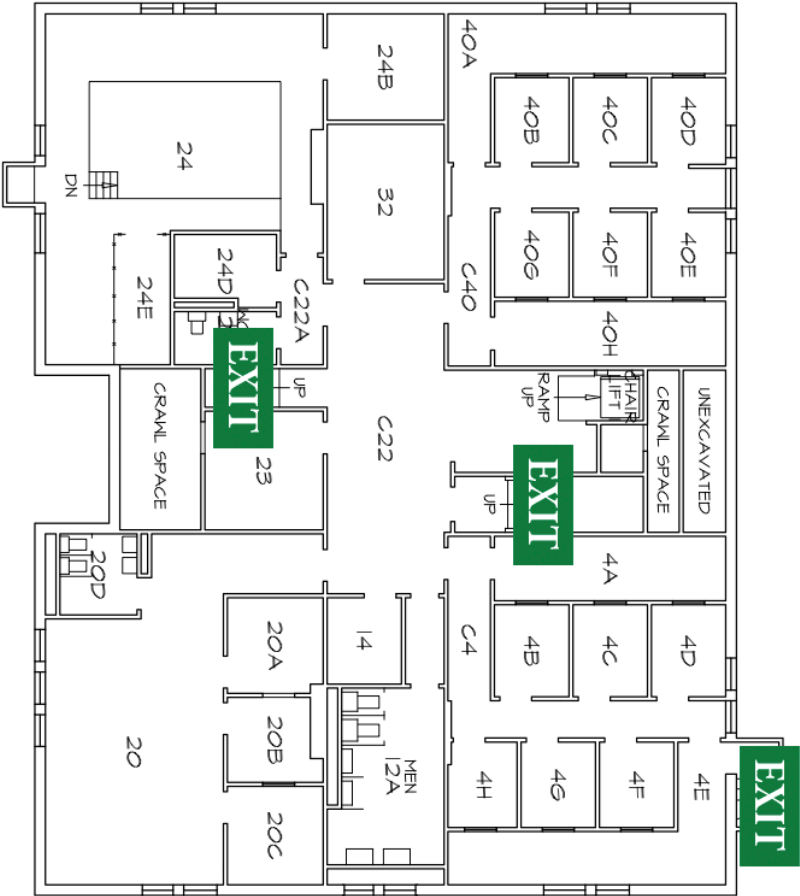 40A
24B
40B
40C
40D
24
DN
32
24D
24E
C22A
C40
40G
40F
40E
40H
WC
EXIT
UP
CRAWL SPACE
C22
RAMP
UP
CHAIR
LIFT
CRAWL SPACE
UNEXCAVATED
23
UP
EXIT
20D
4A
20A
14
C4
4B
4C
4D
20
20B
MEN
12A
4H
4G
4F
4E
EXIT
20C